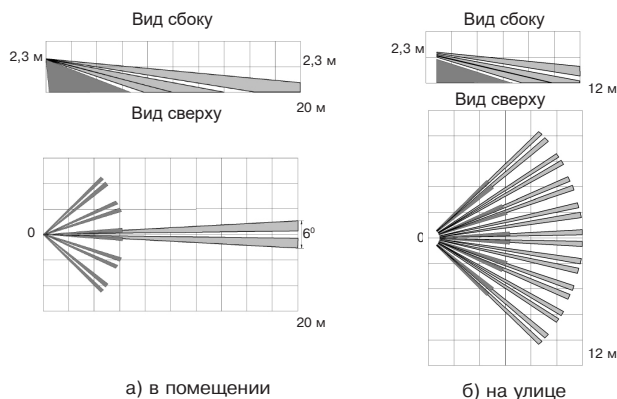 Вид сбоку
2,3 м
2,3 м
20 м
Вид сверху
0
6⁰
20 м
а) в помещении
Вид сбоку
2,3 м
12 м
Вид сверху
0
12 м
б) на улице